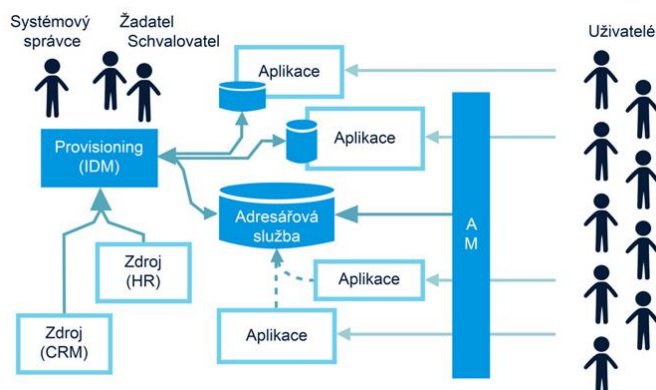 Systémový
správce
Žadatel
Schvalovatel
Uživatelé
Aplikace
Aplikace
Provisioning
(IDM)
Adresářová
služba
A
M
Zdroj
(HR)
Aplikace
Zdroj
(CRM)
Aplikace